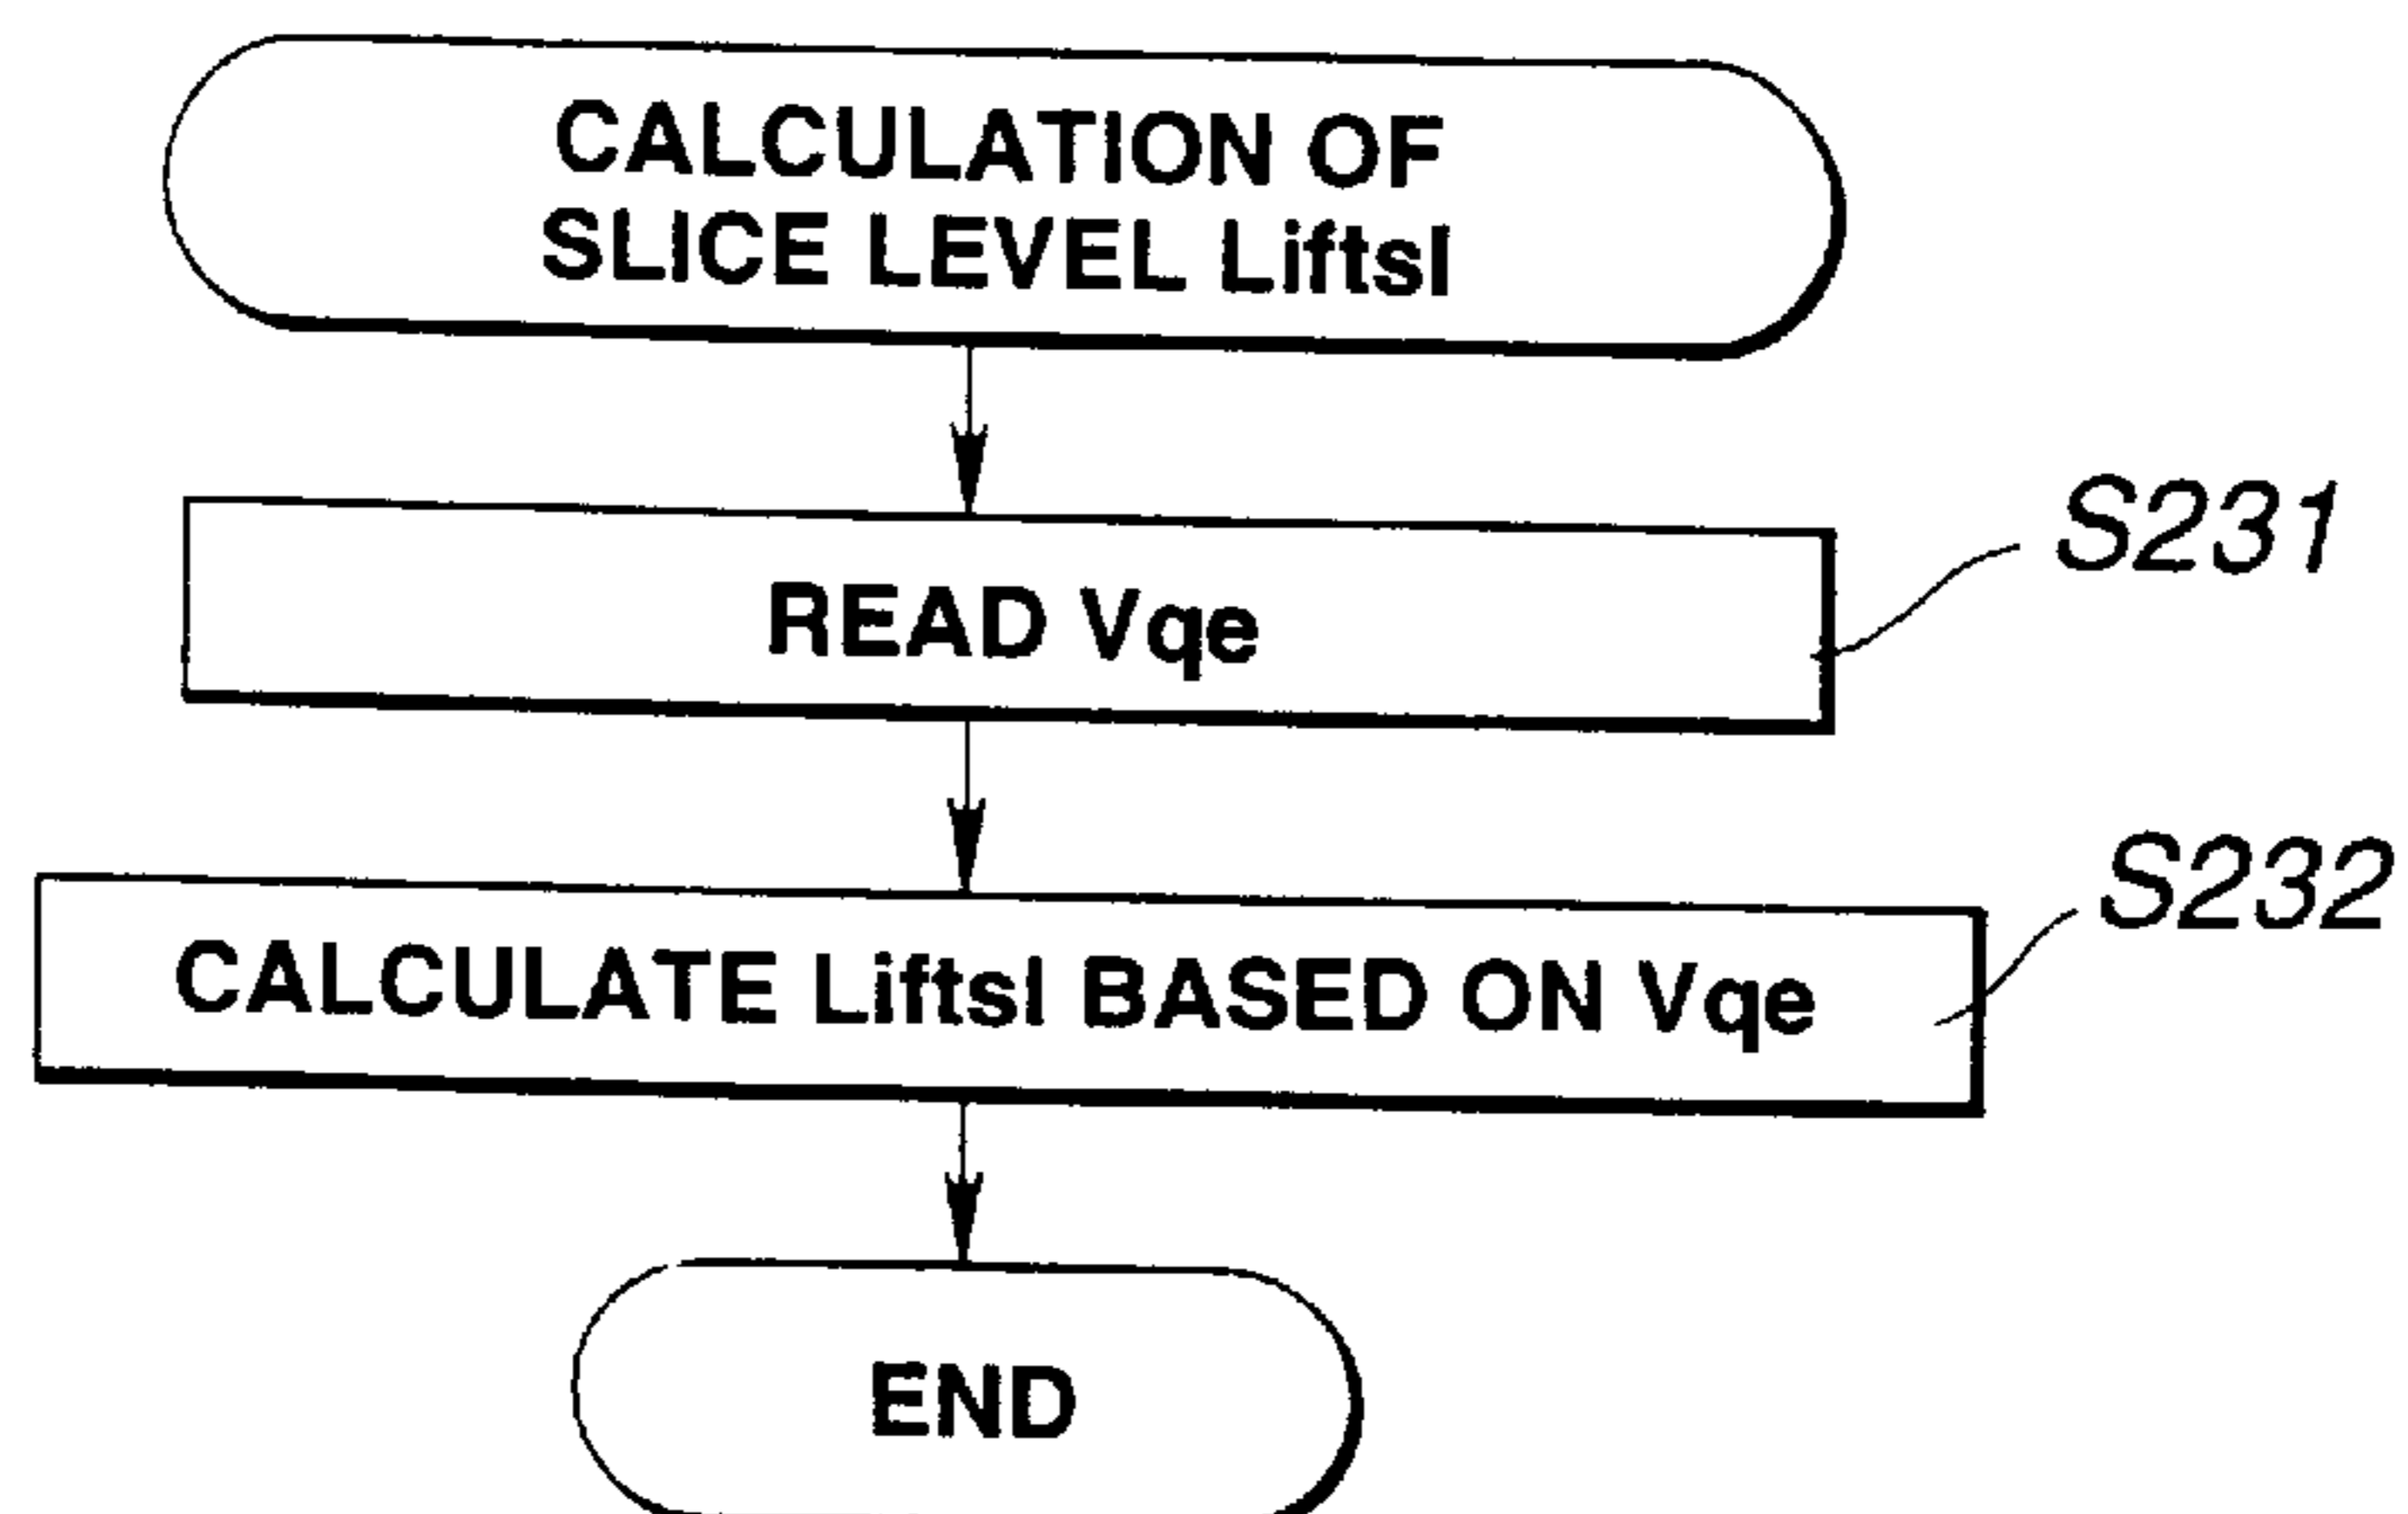 CALCULATION OF
SLICE LEVEL Liftsl
READ Vqe
S231
CALCULATE Liftsl BASED ON Vqe
S232
END